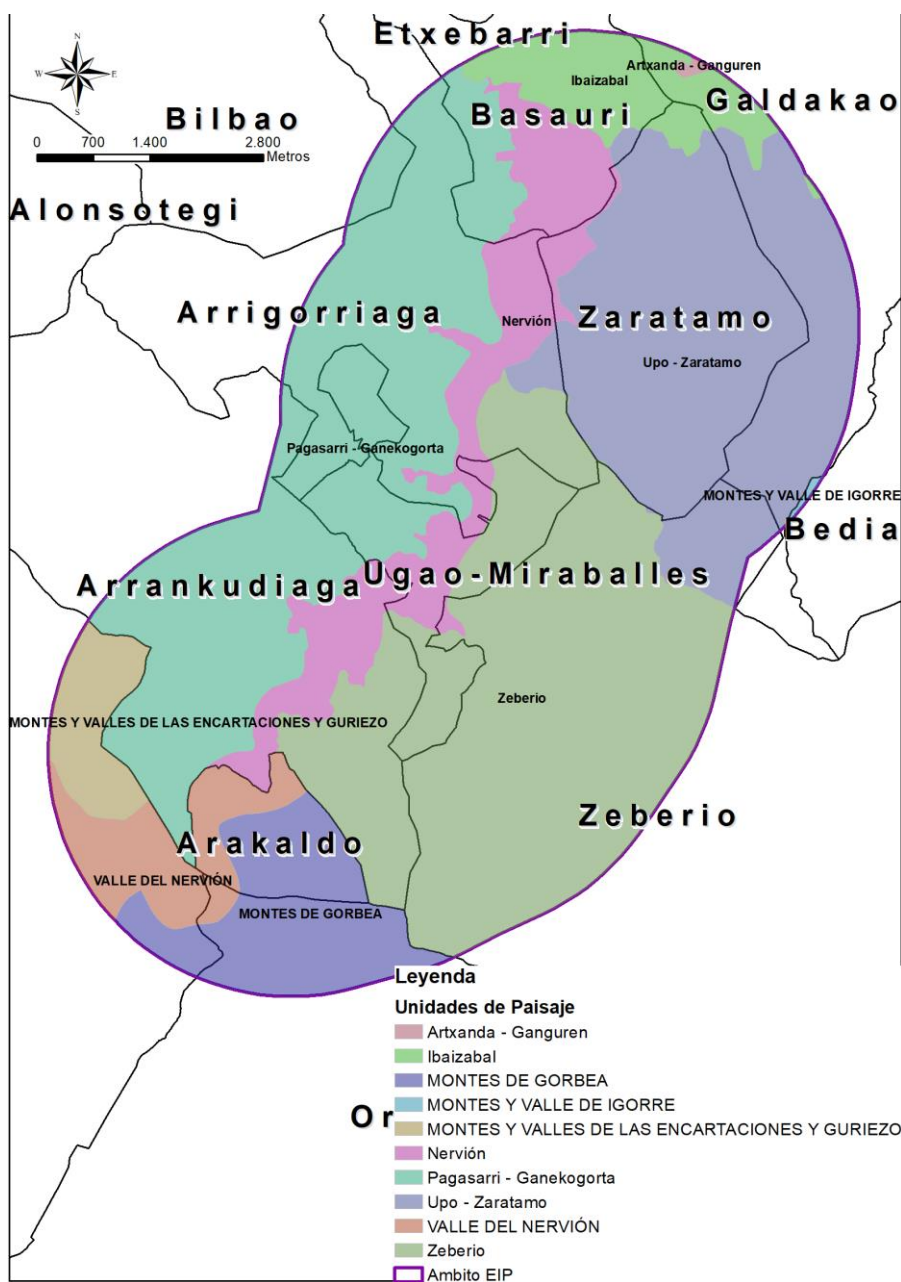 Etxebarri
N
Artxanda - Ganguren
W E
Ibaizabal
S
Galdakao
Bilbao
Basauri
0 700 1.400 2.800
Metros
Alonsotegi
Arrigorriaga
Nervión
Zaratamo
Upo - Zaratamo
Pagasarri - Ganekogorta
MONTES Y VALLE DE IGORRE
Bedia
Arrankudiaga
Ugao-Miraballes
Zeberio
MONTES Y VALLES DE LAS ENCARTACIONES Y GURIEZO
Zeberio
Arakaldo
VALLE DEL NERVIÓN
MONTES DE GORBEA
Leyenda
Unidades de Paisaje
Artxanda - Ganguren
Ibaizabal
MONTES DE GORBEA
MONTES Y VALLE DE IGORRE
Or
MONTES Y VALLES DE LAS ENCARTACIONES Y GURIEZO
Nervión
Pagasarri - Ganekogorta
Upo - Zaratamo
VALLE DEL NERVIÓN
Zeberio
Ambito EIP